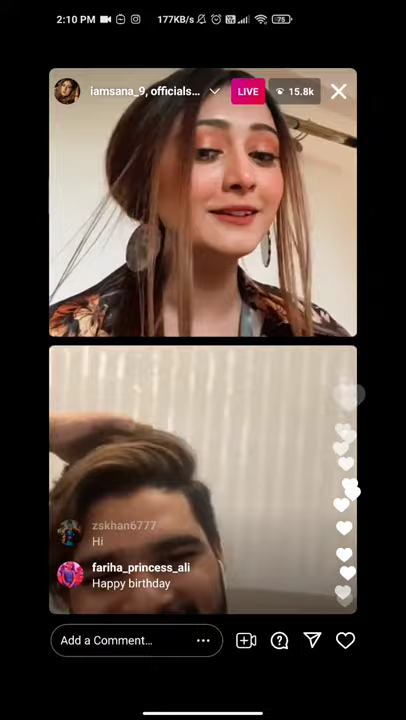 2:10 PM 177KB/s 75
iamsana_9, officials... LIVE 15.8k
zskhan6777
Hi
fariha_princess_ali
Happy birthday
Add a Comment...